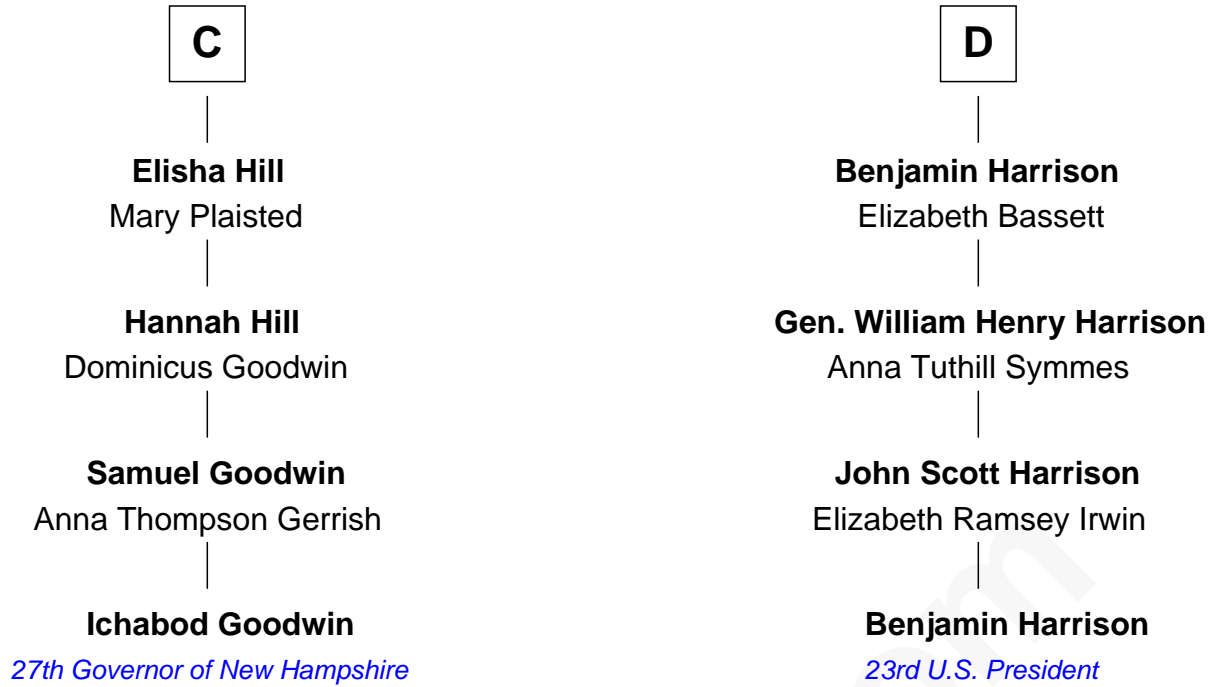 C
Elisha Hill
Mary Plaisted
Hannah Hill
Dominicus Goodwin
Samuel Goodwin
Anna Thompson Gerrish
Ichabod Goodwin
27th Governor of New Hampshire
D
Benjamin Harrison
Elizabeth Bassett
Gen. William Henry Harrison
Anna Tuthill Symmes
John Scott Harrison
Elizabeth Ramsey Irwin
Benjamin Harrison
23rd U.S. President